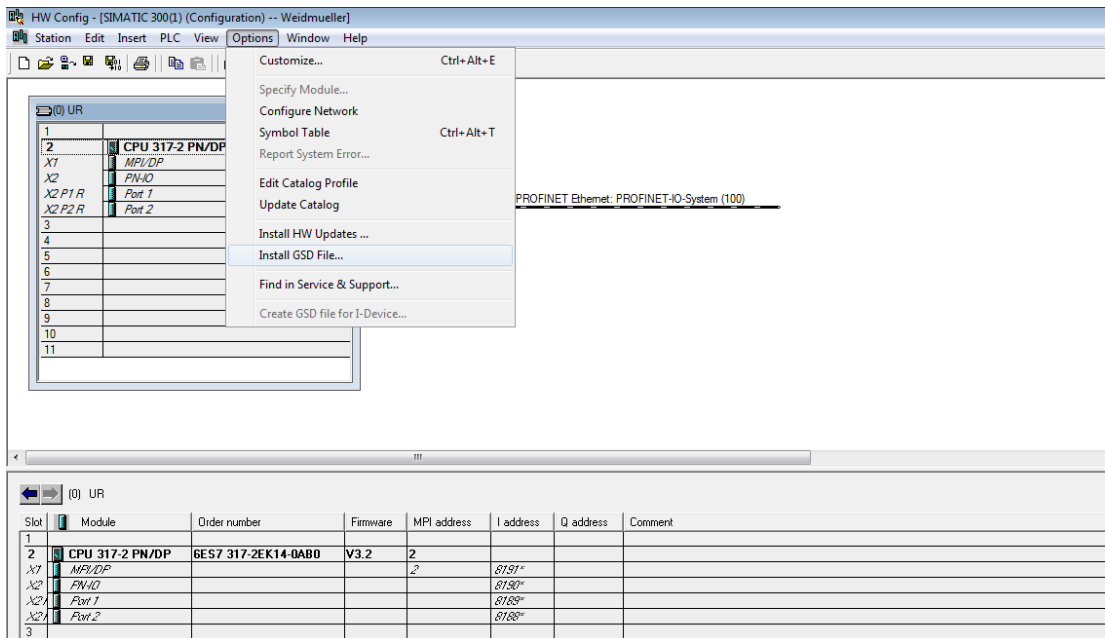 HW Config - [SIMATIC 300(1) (Configuration) -- Weidmueller]
Station Edit Insert PLC View Options Window Help
Customize... Ctrl+Alt+E
Specify Module...
Configure Network
Symbol Table Ctrl+Alt+T
Report System Error...
Edit Catalog Profile
Update Catalog
Install HW Updates ...
Install GSD File...
Find in Service & Support...
Create GSD file for I-Device...
(0) UR
1
2 CPU 317-2 PN/DP
X1 MPI/DP
X2 PN-IO
X2 P1 R Port 1
X2 P2 R Port 2
3
4
5
6
7
8
9
10
11
PROFINET Ethernet: PROFINET-IO-System (100)
(0) UR
Slot Module Order number Firmware MPI address I address Q address Comment
1
2 CPU 317-2 PN/DP 6ES7 317-2EK14-0AB0 V3.2 2
X1 MPI/DP 2 8191*
X2 PN-IO 8190*
X2 Port 1 8189*
X2 Port 2 8188*
3